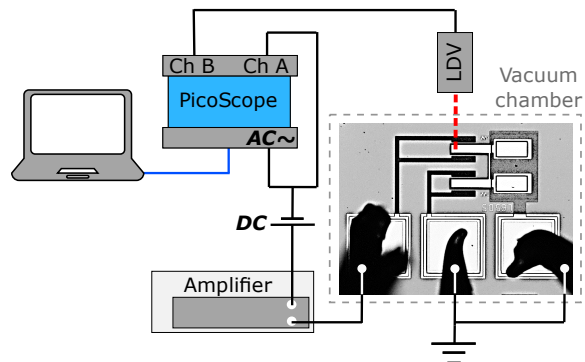 Ch B Ch A
PicoScope
AC~
LDV
Vacuum
chamber
DC
Amplifier